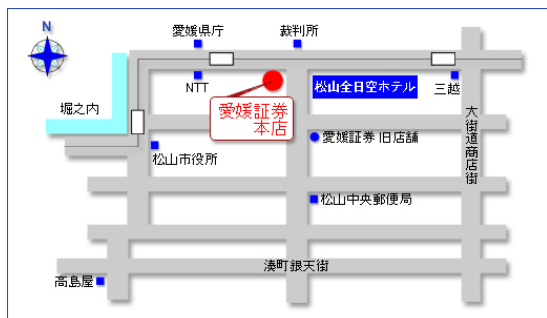 N
愛媛県庁
裁判所
NTT
松山全日空ホテル
三越
堀之内
愛媛証券
本店
大街道商店街
愛媛証券 旧店舗
松山市役所
松山中央郵便局
湊町銀天街
高島屋